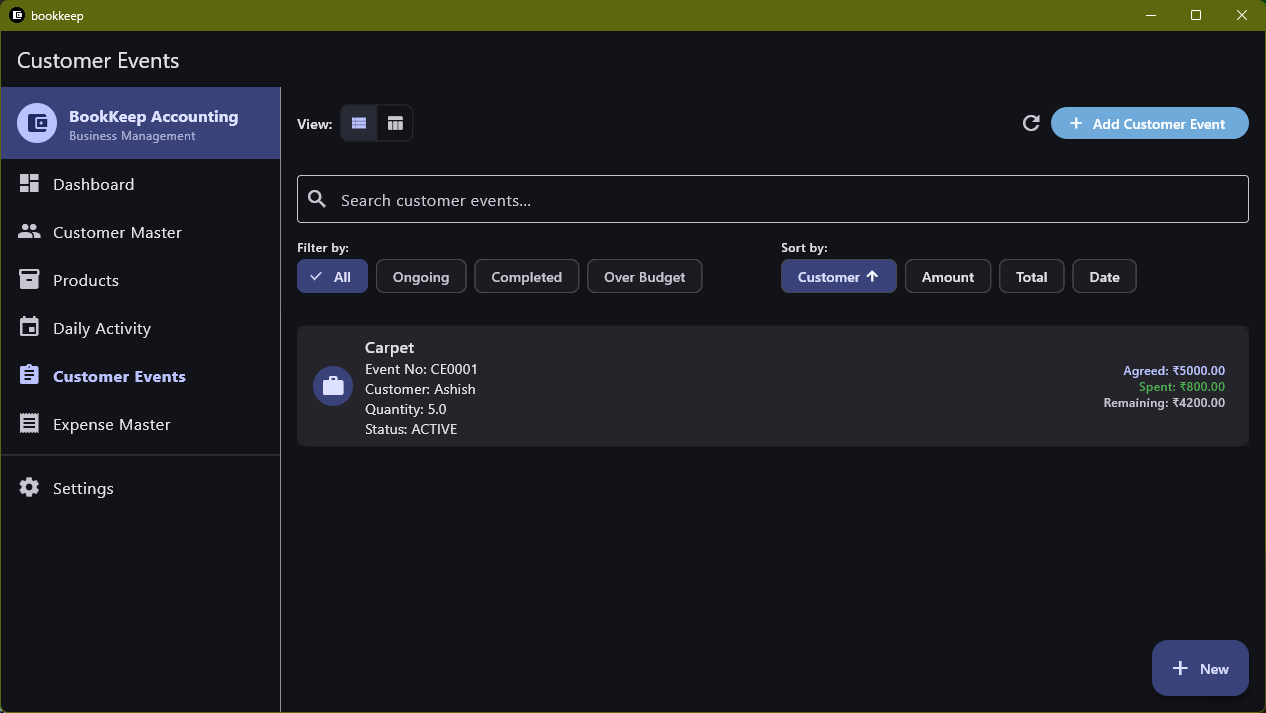 bookkeep
Customer Events
BookKeep Accounting
Business Management
Dashboard
Customer Master
Products
Daily Activity
Customer Events
Expense Master
Settings
View:
Add Customer Event
Search customer events...
Filter by:
All Ongoing Completed Over Budget
Sort by:
Customer Amount Total Date
Carpet
Event No: CE0001
Customer: Ashish
Quantity: 5.0
Status: ACTIVE
Agreed: ₹5000.00
Spent: ₹800.00
Remaining: ₹4200.00
New